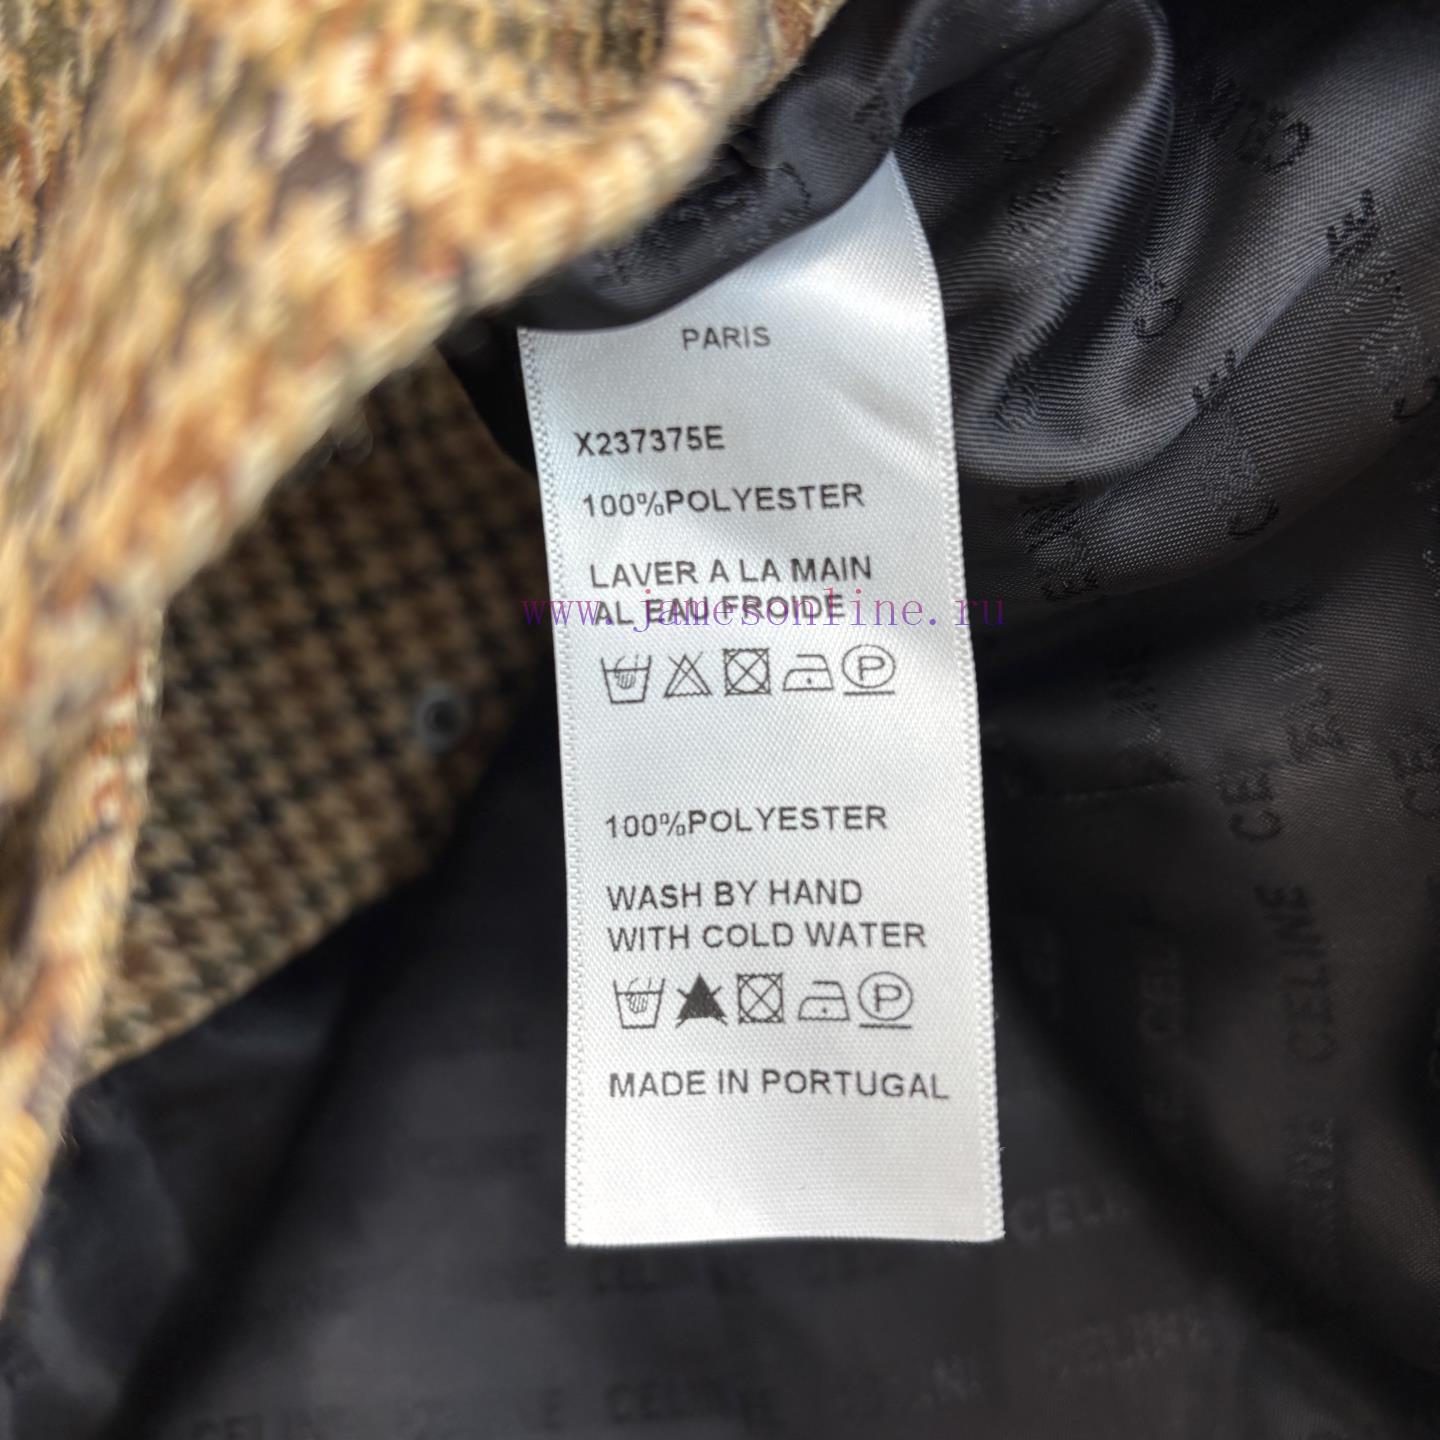 PARIS
X237375E
100%POLYESTER
LAVER A LA MAIN
AL EAU FROIDE
www.jamesonline.ru
P
100%POLYESTER
WASH BY HAND
WITH COLD WATER
P
MADE IN PORTUGAL
CELINE
CELINE
CELINE
CELINE